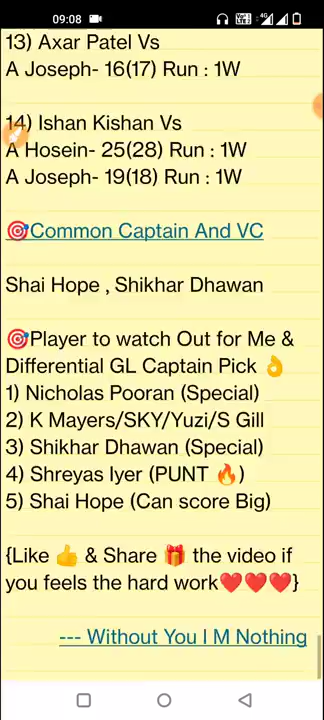 09:08
4G
13) Axar Patel Vs
A Joseph- 16(17) Run : 1W
14) Ishan Kishan Vs
A Hosein- 25(28) Run : 1W
A Joseph- 19(18) Run : 1W
🎯Common Captain And VC
Shai Hope , Shikhar Dhawan
🎯Player to watch Out for Me &
Differential GL Captain Pick 👌
1) Nicholas Pooran (Special)
2) K Mayers/SKY/Yuzi/S Gill
3) Shikhar Dhawan (Special)
4) Shreyas Iyer (PUNT 🔥)
5) Shai Hope (Can score Big)
{Like 👍 & Share 🎁 the video if
you feels the hard work❤️❤️❤️}
--- Without You I M Nothing